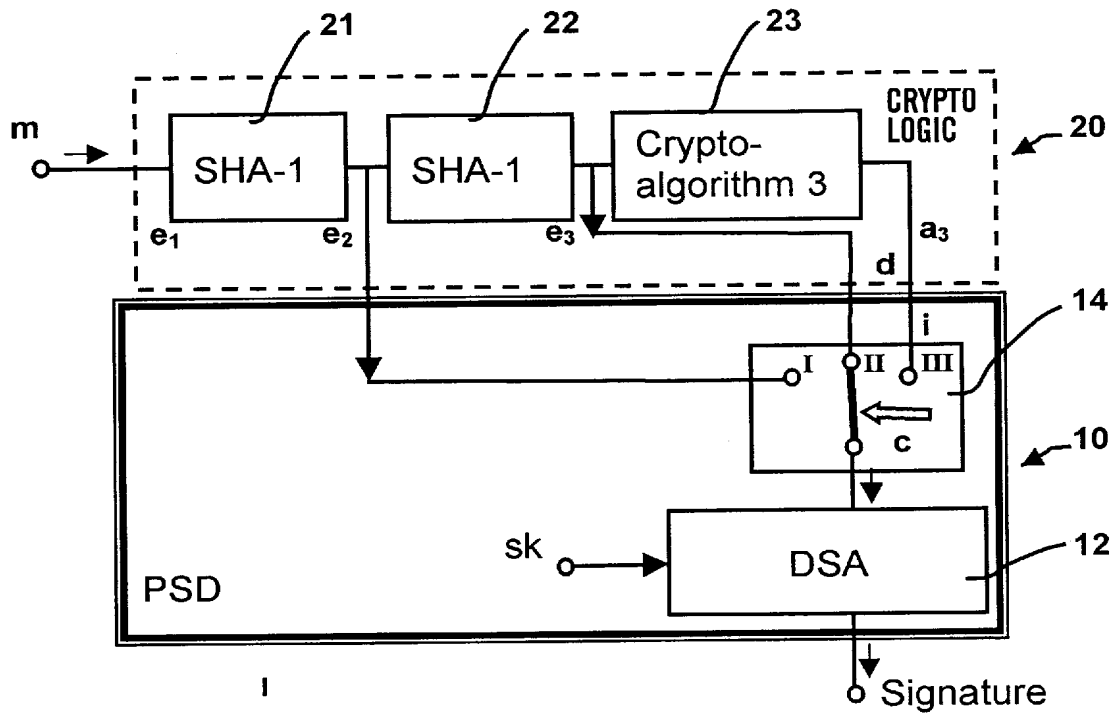 21
22
23
CRYPTO
LOGIC
m
20
SHA-1
SHA-1
Crypto-
algorithm 3
e1
e2
e3
a3
d
i
14
I
II
III
c
10
sk
DSA
12
PSD
I
Signature